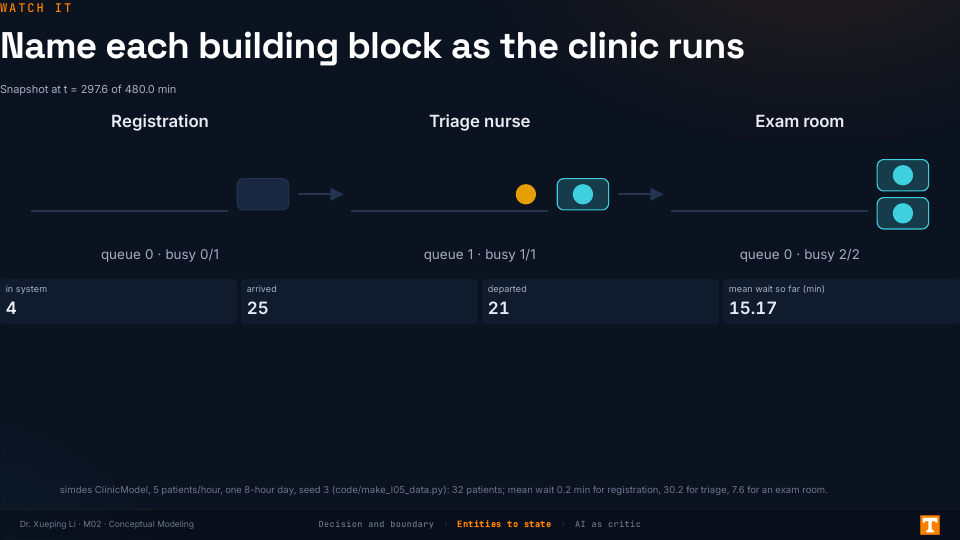 WATCH IT
Name each building block as the clinic runs
Snapshot at t = 297.6 of 480.0 min
Registration
Triage nurse
Exam room
queue 0 · busy 0/1
queue 1 · busy 1/1
queue 0 · busy 2/2
in system
4
arrived
25
departed
21
mean wait so far (min)
15.17
simdes ClinicModel, 5 patients/hour, one 8-hour day, seed 3 (code/make_l05_data.py): 32 patients; mean wait 0.2 min for registration, 30.2 for triage, 7.6 for an exam room.
Dr. Xueping Li · M02 · Conceptual Modeling
Decision and boundary › Entities to state › AI as critic
T